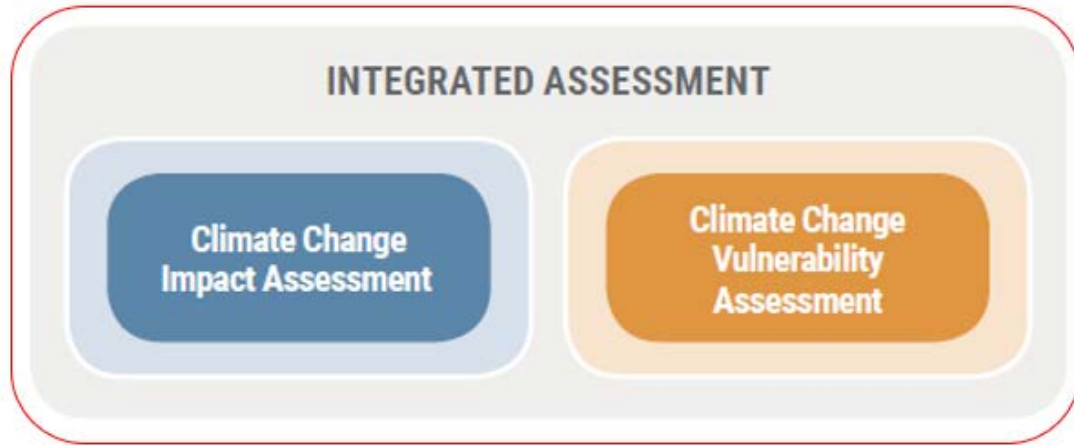 INTEGRATED ASSESSMENT
Climate Change
Impact Assessment
Climate Change
Vulnerability
Assessment